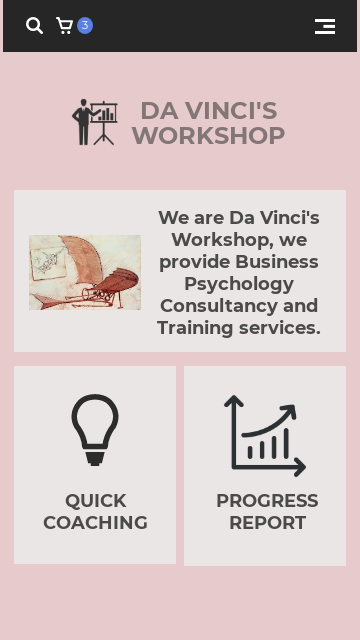 3
DA VINCI'S
WORKSHOP
We are Da Vinci's
Workshop, we
provide Business
Psychology
Consultancy and
Training services.
QUICK
COACHING
PROGRESS
REPORT